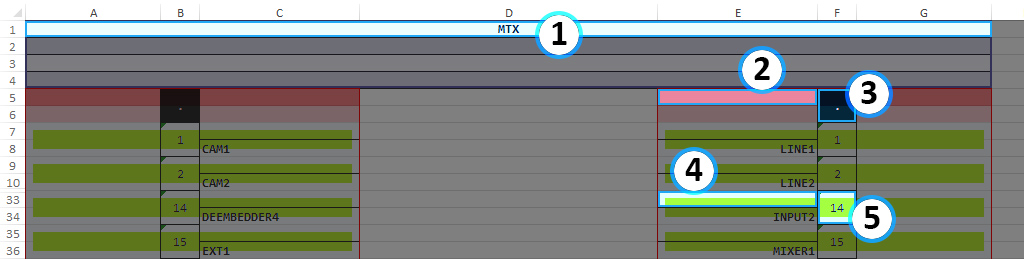 A B C D E F G
1 MTX 1
2
3
4 2
5 3
6 . .
7 1 1
8 CAM1 LINE1
9 2 4 2
10 CAM2 LINE2
33 14 14
34 DEEMBEDDER4 INPUT2 5
35 15 15
36 EXT1 MIXER1